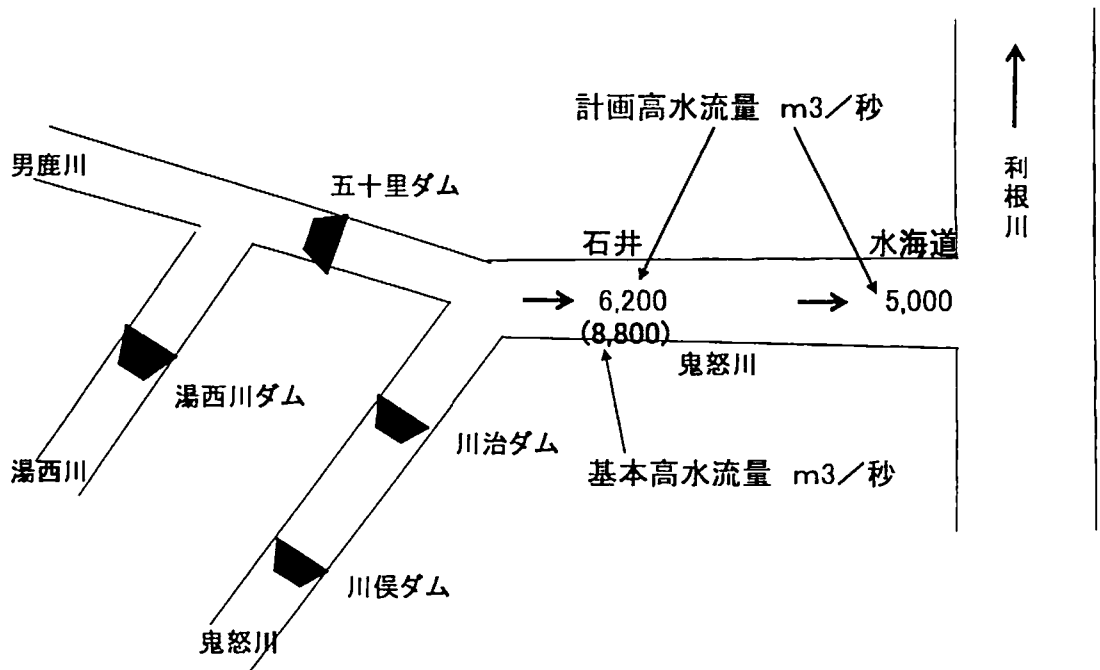 計画高水流量 m3/秒
男鹿川
五十里ダム
利根川
石井
水海道
6,200
5,000
(8,800)
鬼怒川
湯西川ダム
川治ダム
湯西川
基本高水流量 m3/秒
川俣ダム
鬼怒川